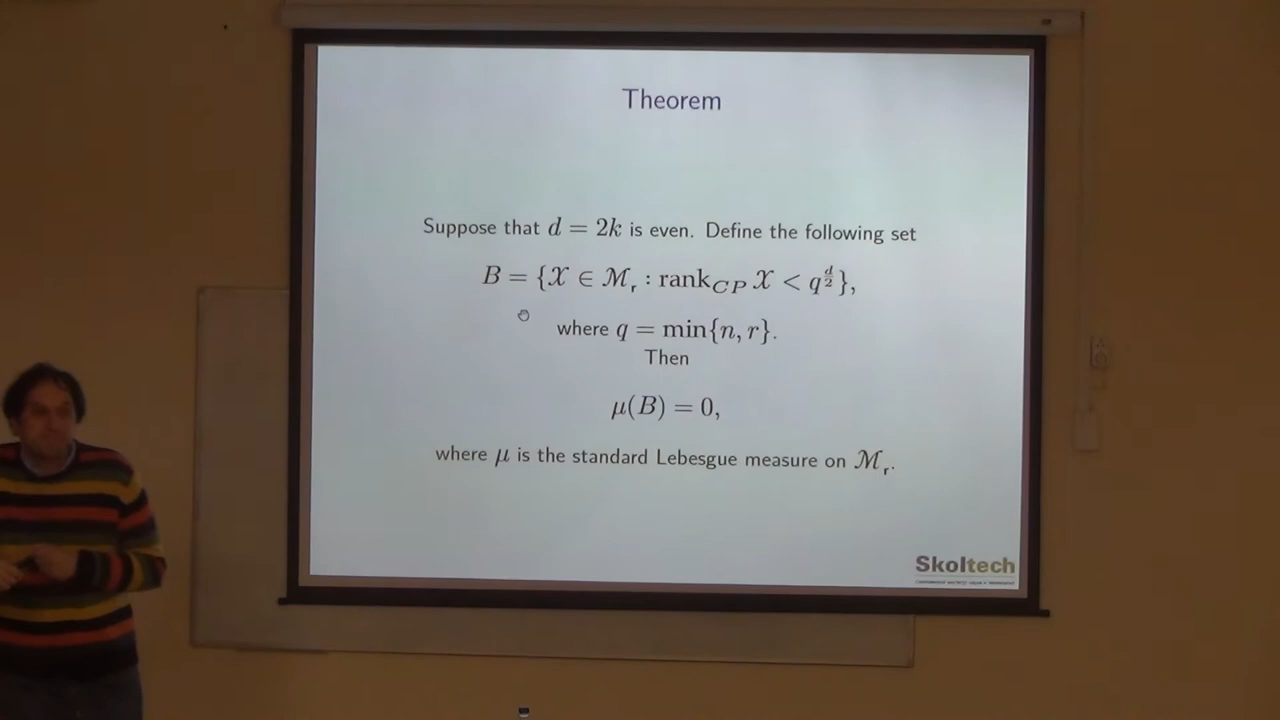 Theorem
Suppose that d = 2k is even. Define the following set
B = {𝒳 ∈ ℳᵣ : rank_CP 𝒳 < q^{d/2}},
where q = min{n, r}.
Then
μ(B) = 0,
where μ is the standard Lebesgue measure on ℳᵣ.
Skoltech